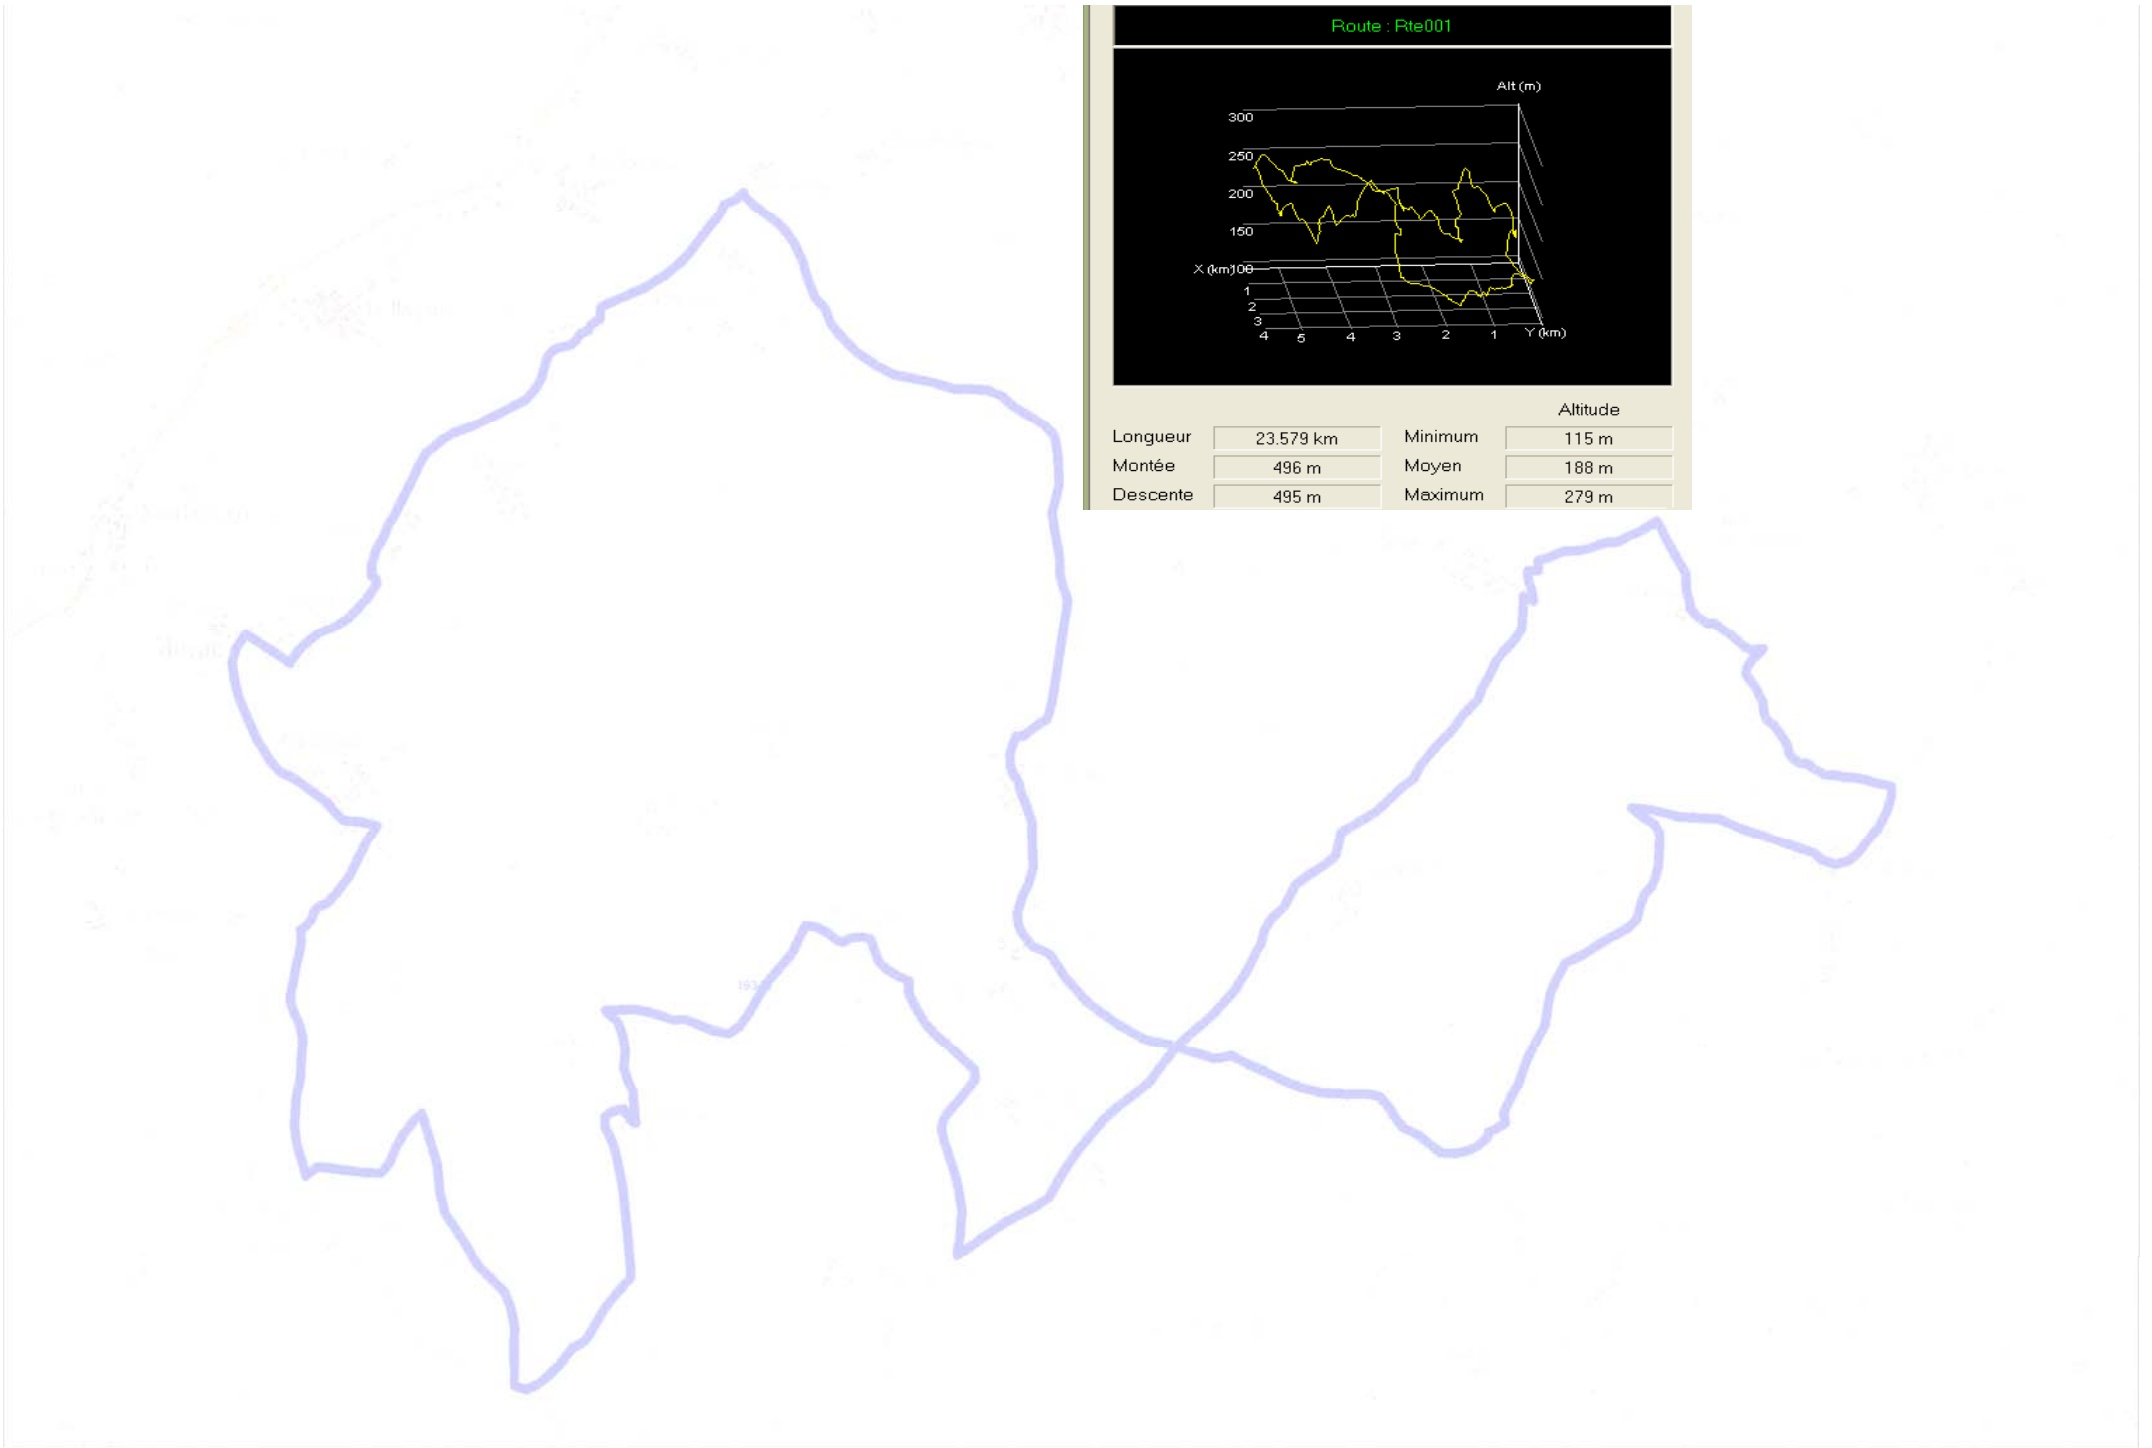 Route : Rte001
Alt (m)
300
250
200
150
X (km)
100
1
2
3
4
5
4
3
2
1
Y (km)
Altitude
Longueur 23.579 km Minimum 115 m
Montée 496 m Moyen 188 m
Descente 495 m Maximum 279 m
193